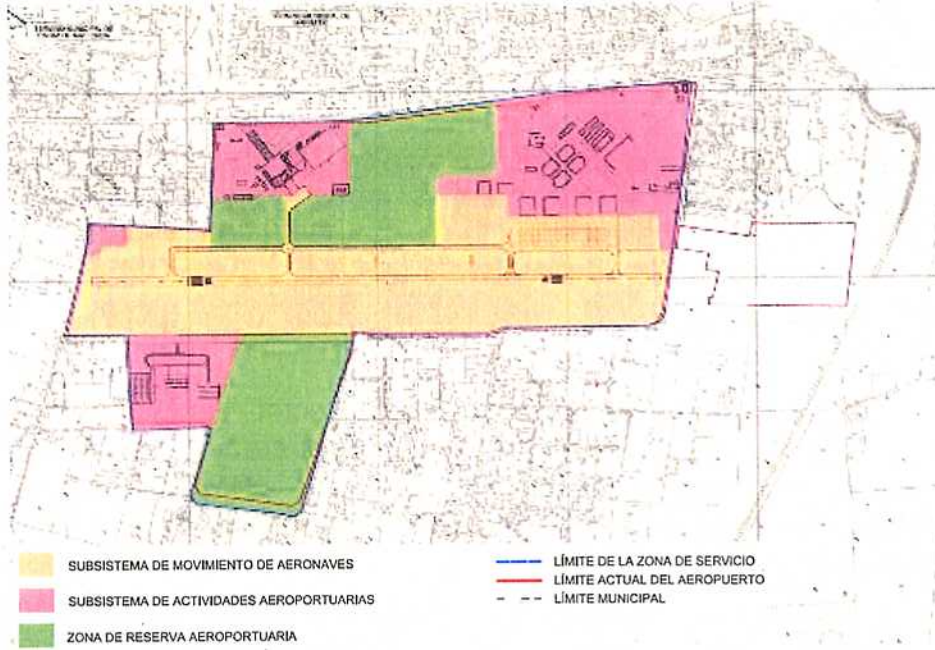 SUBSISTEMA DE MOVIMIENTO DE AERONAVES
SUBSISTEMA DE ACTIVIDADES AEROPORTUARIAS
ZONA DE RESERVA AEROPORTUARIA
LÍMITE DE LA ZONA DE SERVICIO
LÍMITE ACTUAL DEL AEROPUERTO
LÍMITE MUNICIPAL